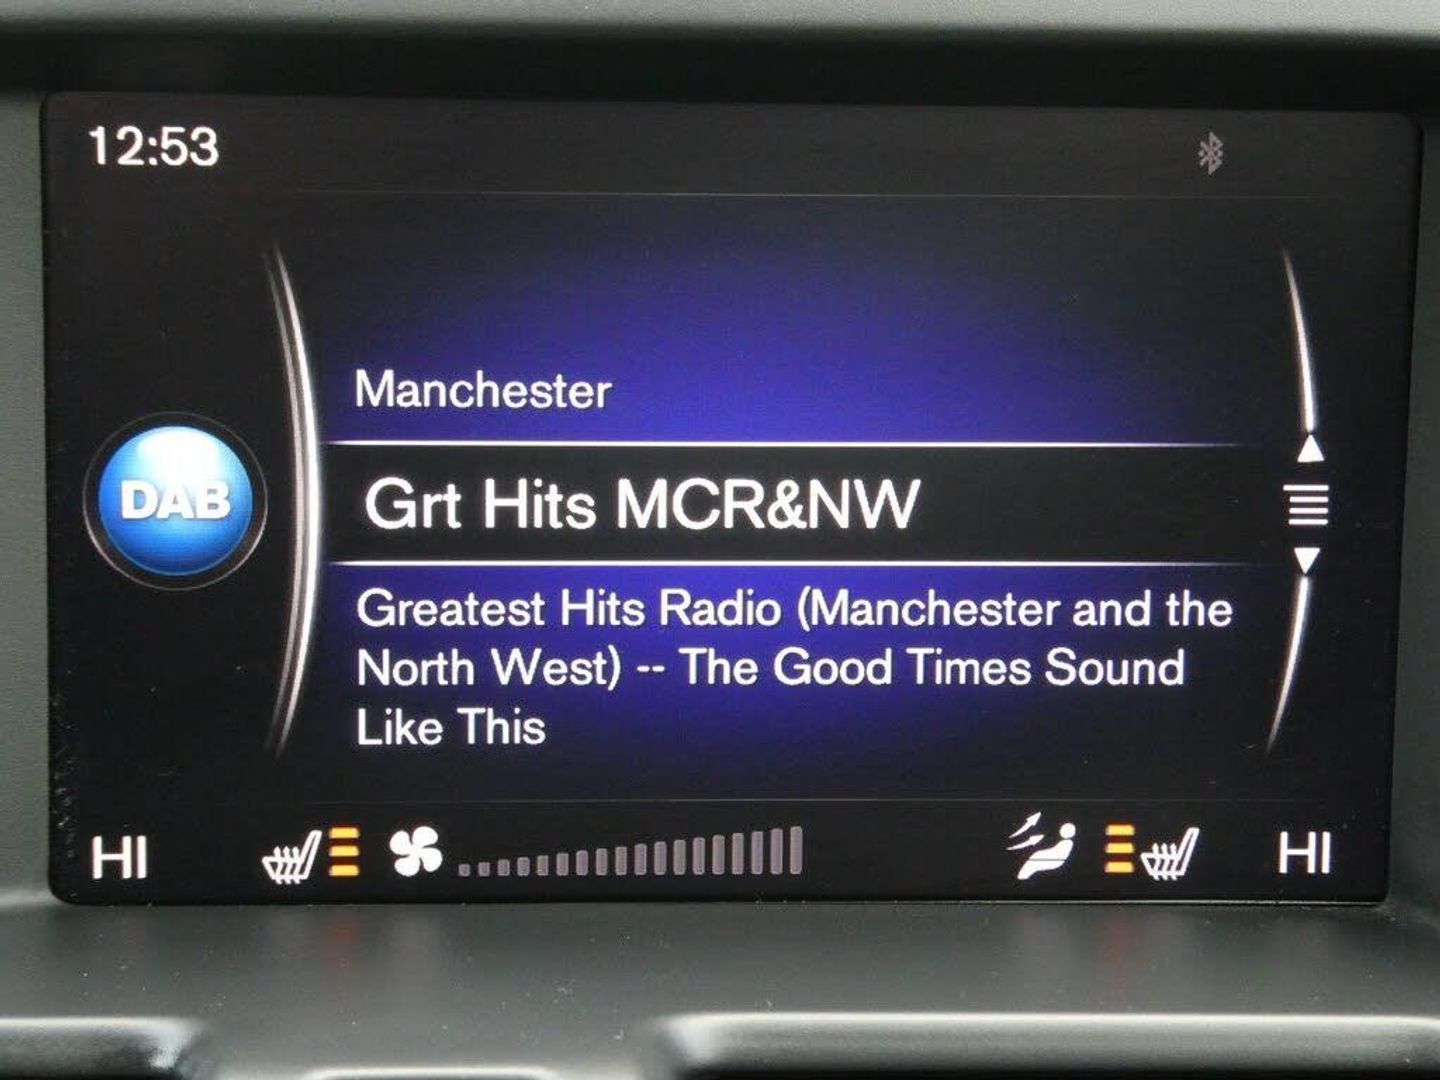 12:53
Manchester
DAB
Grt Hits MCR&NW
Greatest Hits Radio (Manchester and the
North West) -- The Good Times Sound
Like This
HI
HI